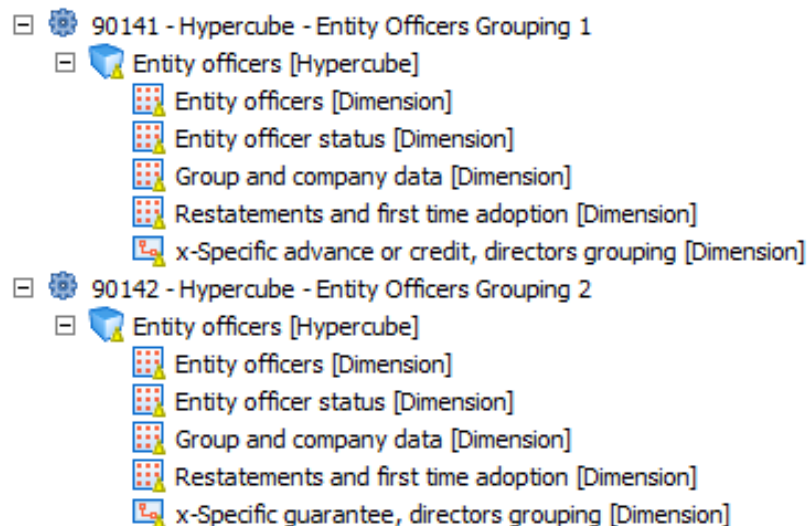 90141 - Hypercube - Entity Officers Grouping 1
Entity officers [Hypercube]
Entity officers [Dimension]
Entity officer status [Dimension]
Group and company data [Dimension]
Restatements and first time adoption [Dimension]
x-Specific advance or credit, directors grouping [Dimension]
90142 - Hypercube - Entity Officers Grouping 2
Entity officers [Hypercube]
Entity officers [Dimension]
Entity officer status [Dimension]
Group and company data [Dimension]
Restatements and first time adoption [Dimension]
x-Specific guarantee, directors grouping [Dimension]